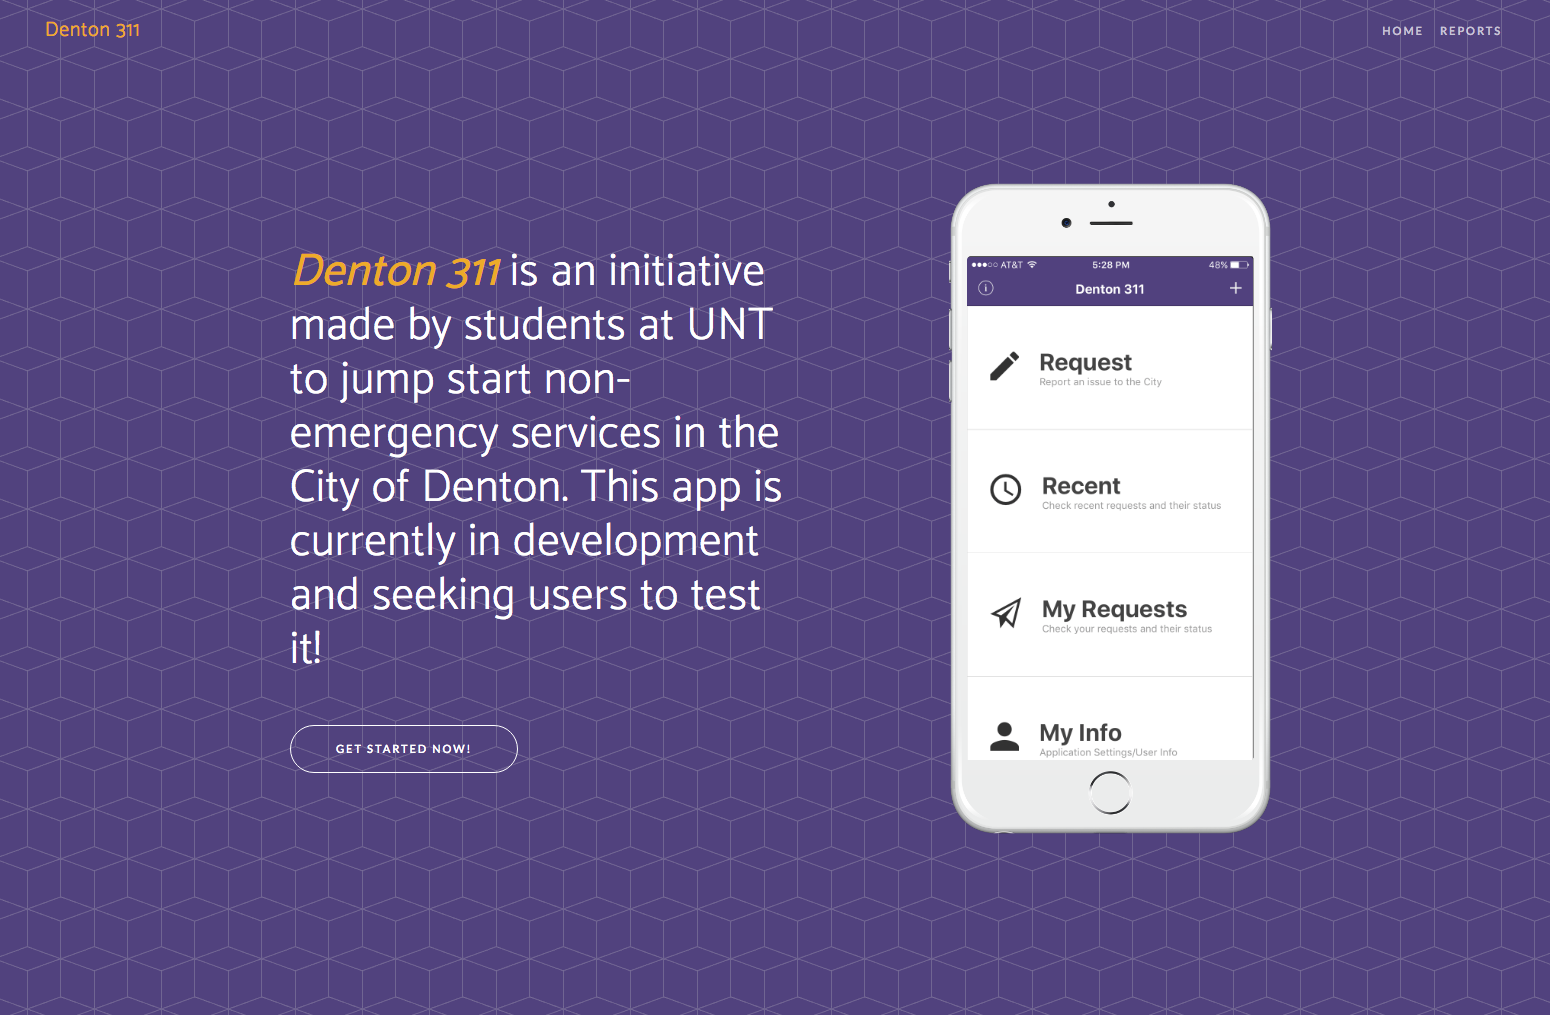 Denton 311
HOME REPORTS
Denton 311 is an initiative
made by students at UNT
to jump start non-
emergency services in the
City of Denton. This app is
currently in development
and seeking users to test
it!
GET STARTED NOW!
AT&T 5:28 PM 48%
Denton 311
Request
Report an issue to the City
Recent
Check recent requests and their status
My Requests
Check your requests and their status
My Info
Application Settings/User Info